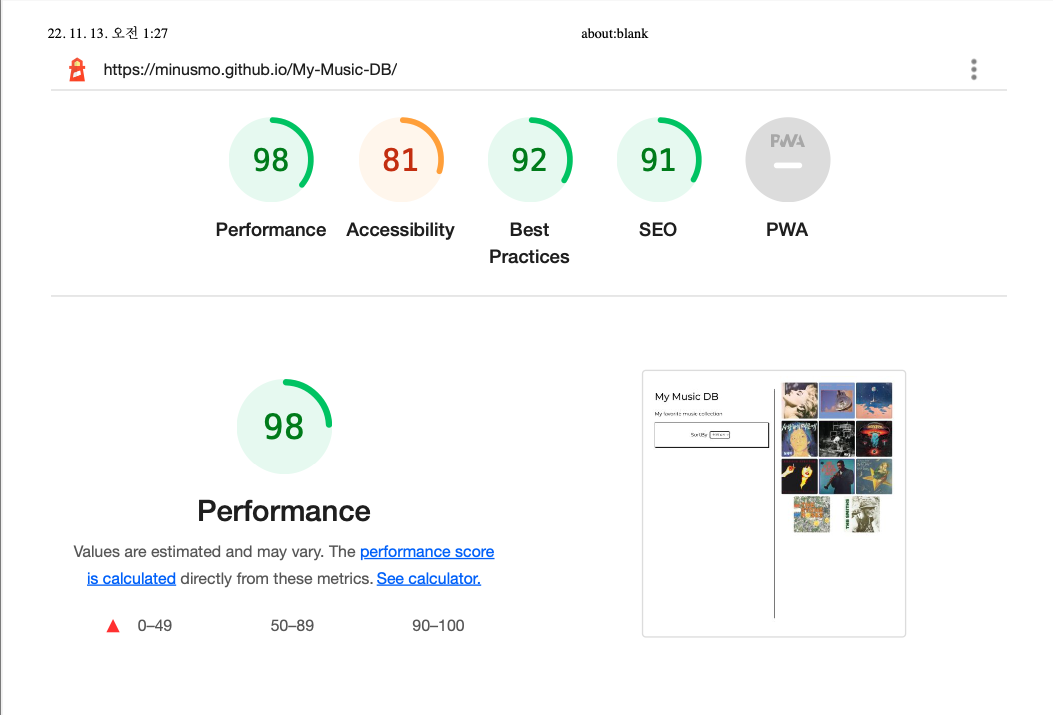 22. 11. 13. 오전 1:27
about:blank
https://minusmo.github.io/My-Music-DB/
98
81
92
91
PWA
Performance
Accessibility
Best
Practices
SEO
PWA
98
Performance
Values are estimated and may vary. The performance score
is calculated directly from these metrics. See calculator.
0–49
50–89
90–100
My Music DB
My favorite music collection
Sort By
THE SMITHS